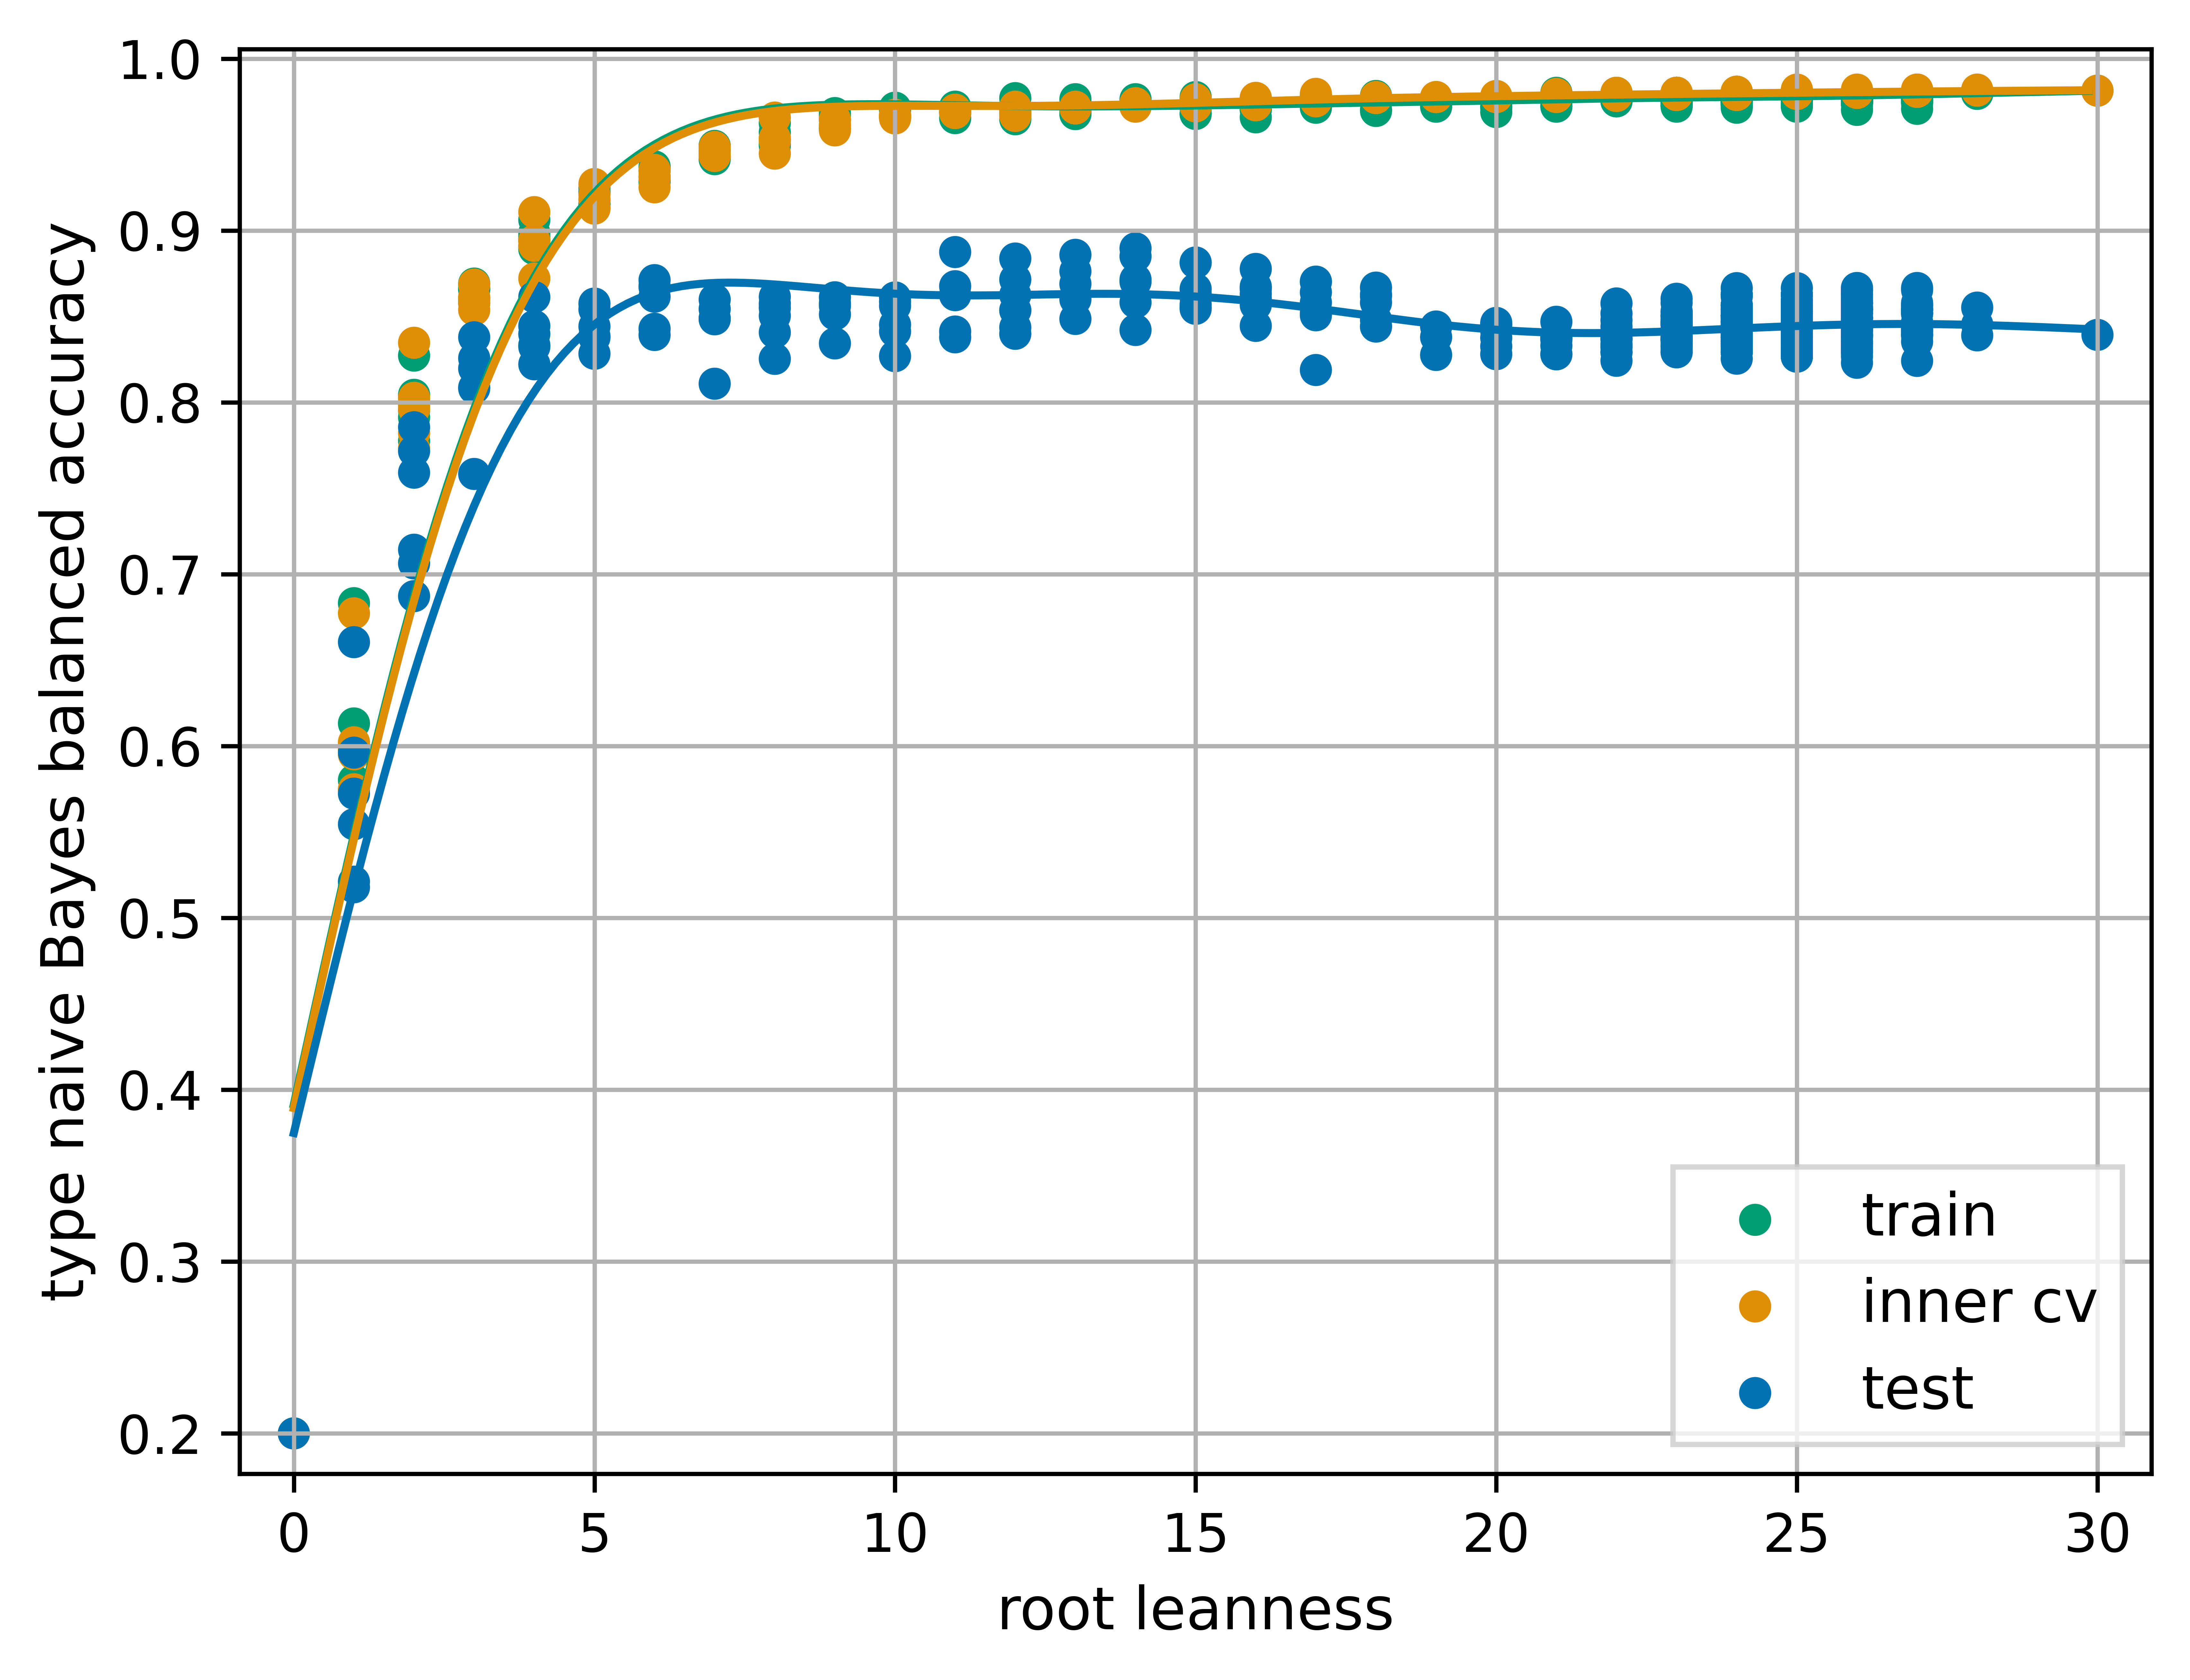 type naive Bayes balanced accuracy
1.0
0.9
0.8
0.7
0.6
0.5
0.4
0.3
0.2
train
inner cv
test
0 5 10 15 20 25 30
root leanness